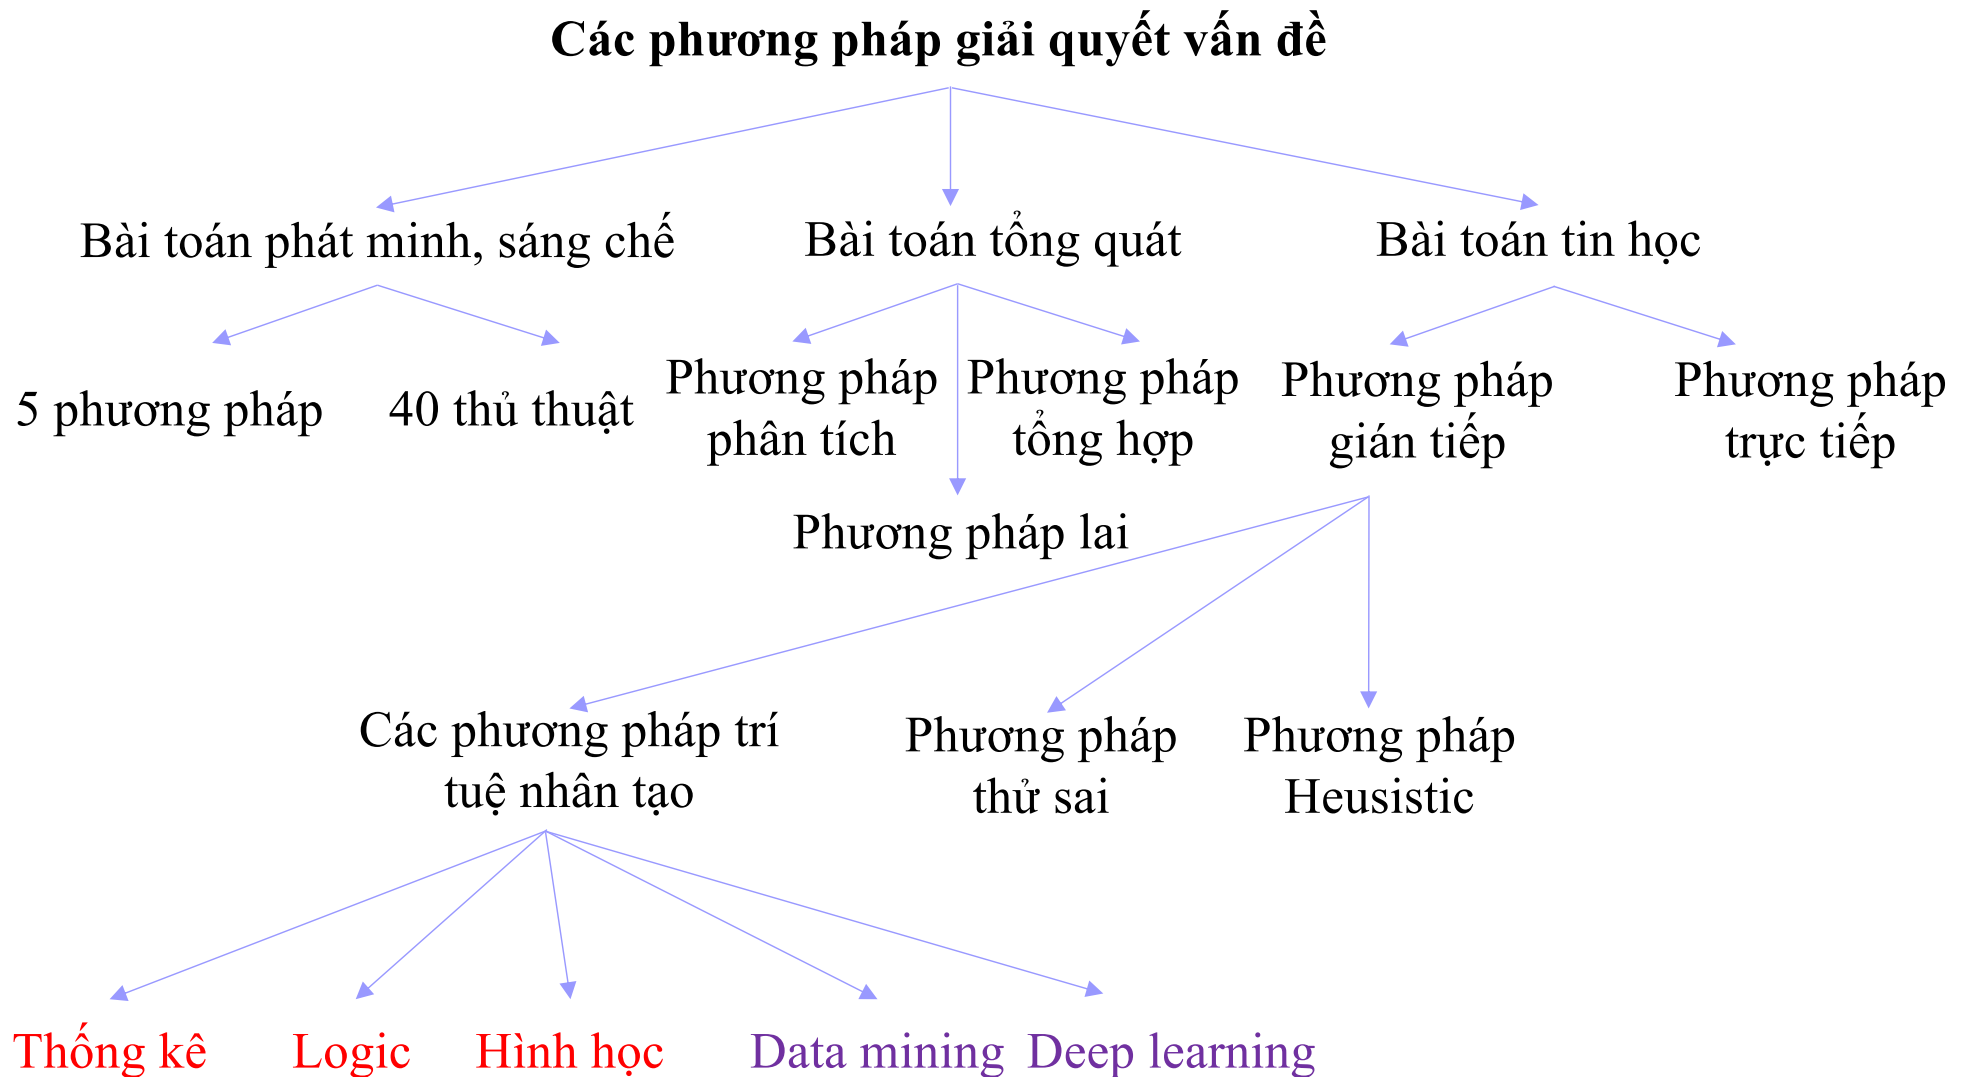 Các phương pháp giải quyết vấn đề
Bài toán phát minh, sáng chế
Bài toán tổng quát
Bài toán tin học
5 phương pháp
40 thủ thuật
Phương pháp
phân tích
Phương pháp
tổng hợp
Phương pháp
gián tiếp
Phương pháp
trực tiếp
Phương pháp lai
Các phương pháp trí
tuệ nhân tạo
Phương pháp
thử sai
Phương pháp
Heusistic
Thống kê
Logic
Hình học
Data mining
Deep learning